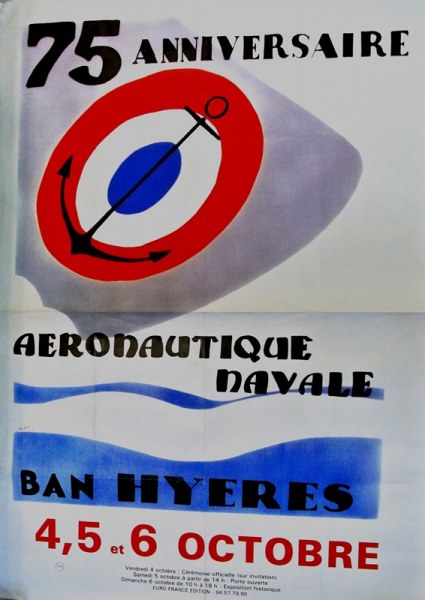 75 ANNIVERSAIRE
AERONAUTIQUE
NAVALE
BAN HYERES
4,5 et 6 OCTOBRE
Vendredi 4 octobre : Cérémonie officielle (sur invitation)
Samedi 5 octobre à partir de 14 h : Porte ouverte
Dimanche 6 octobre de 10 h à 18 h : Exposition historique
EURO FRANCE EDITION - 94.57.79.90